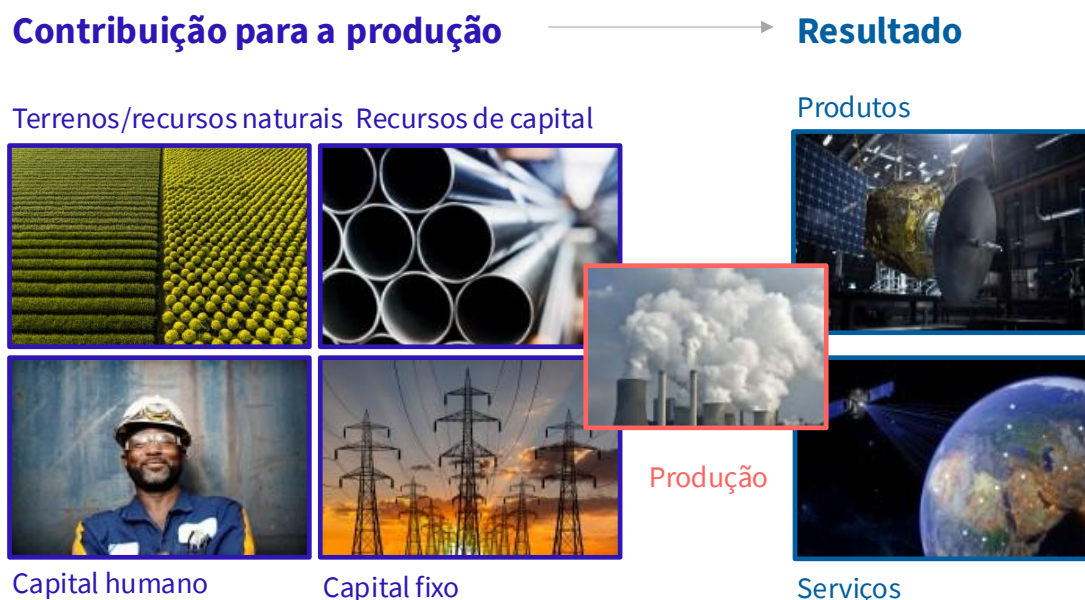 Contribuição para a produção
Resultado
Terrenos/recursos naturais
Recursos de capital
Produtos
Produção
Capital humano
Capital fixo
Serviços